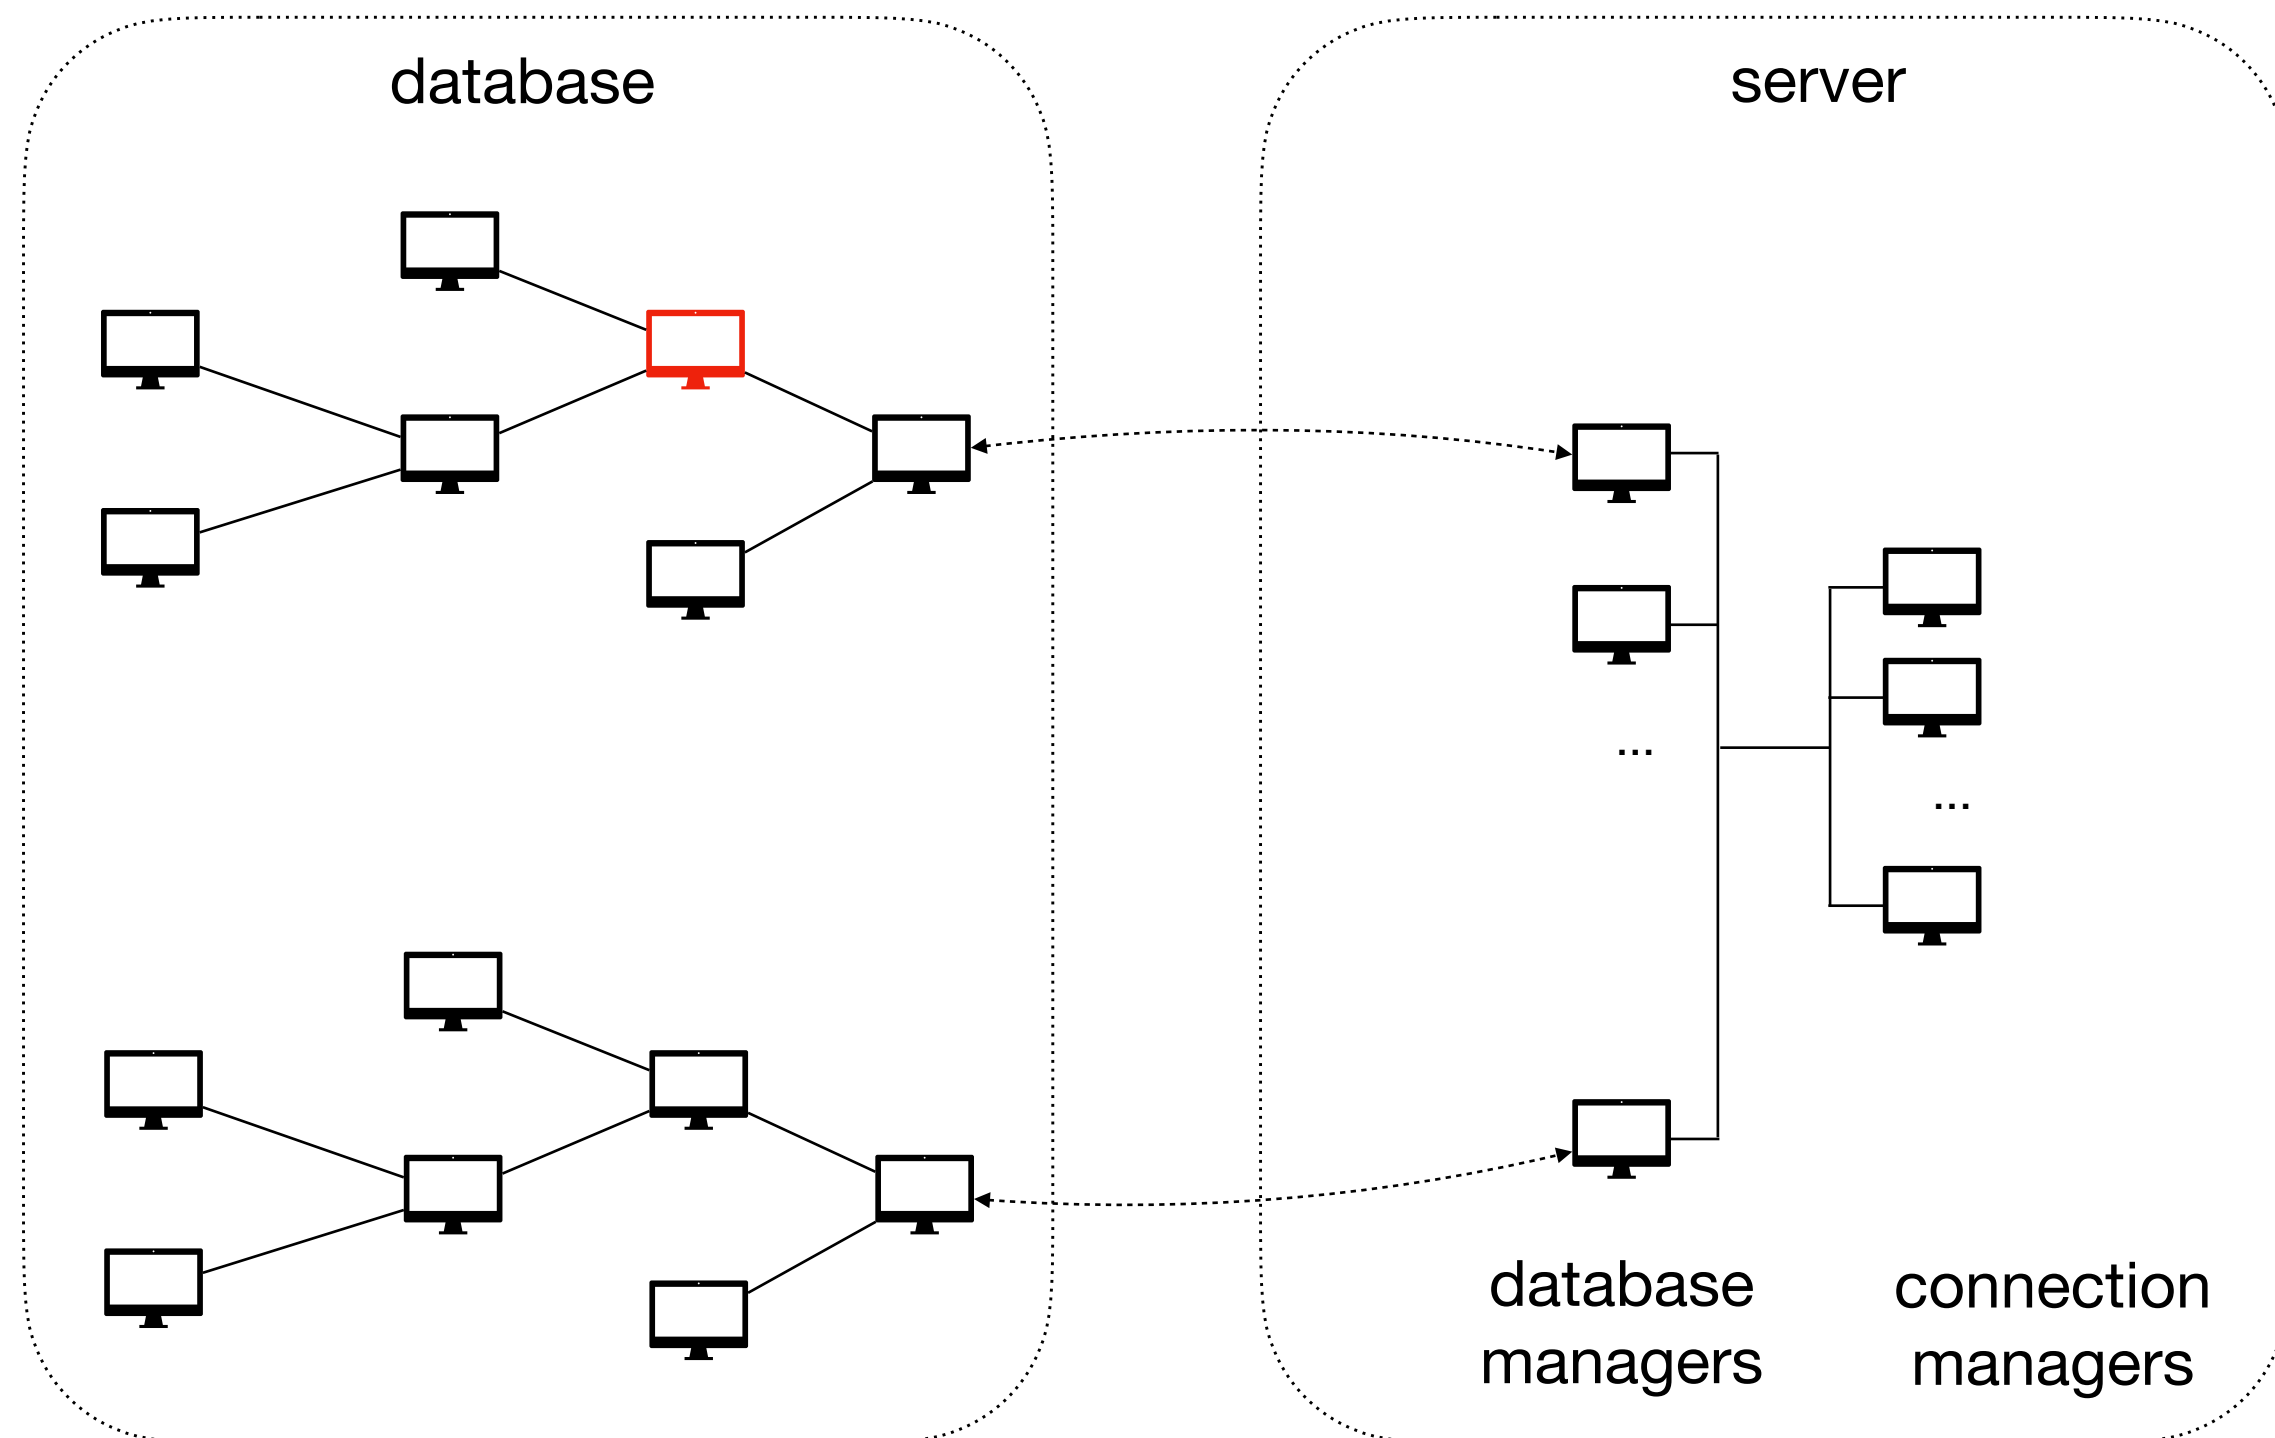 database
server
...
...
database
managers
connection
managers